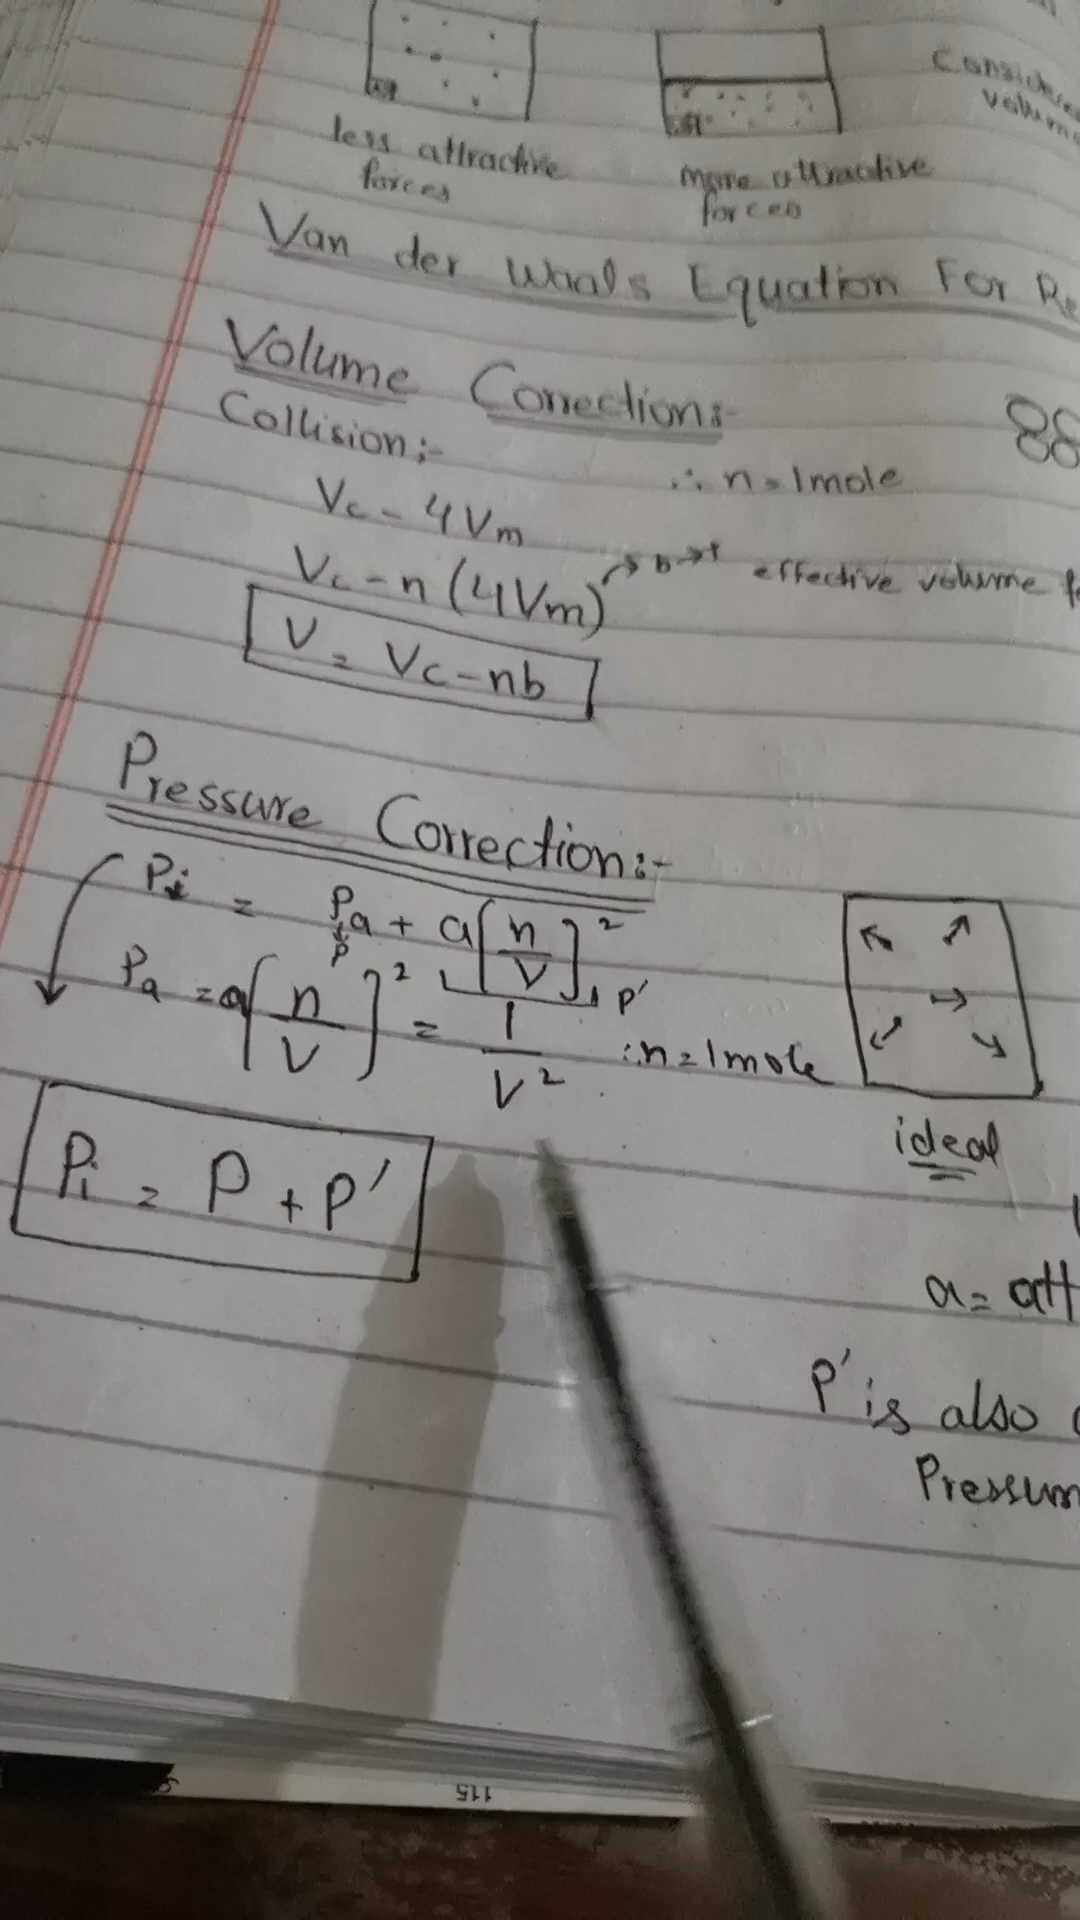 less attractive
forces
more attractive
forces
Van der Waals Equation For Re
Volume Correction:-
Collision:-
∴ n = 1mole
Vc - 4Vm
Vc - n (4Vm) → b → effective volume
V = Vc - nb
Pressure Correction:-
Pi = Pa + a[n/V]²
P
P'
Pa = a[n/V]² = 1/V² ∴ n = 1mole
ideal
Pi = P + P'
a = att
P' is also
Pressure
115